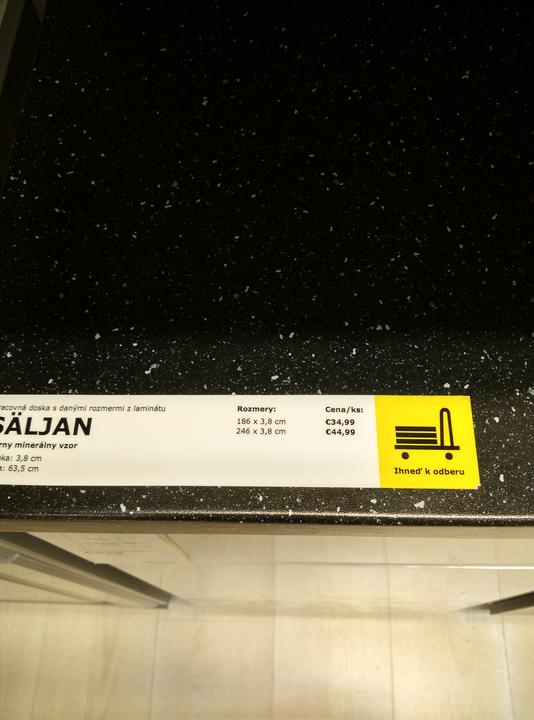 racovná doska s danými rozmermi z laminátu
SÄLJAN
rny minerálny vzor
ka: 3,8 cm
a: 63,5 cm
Rozmery:
186 x 3,8 cm
246 x 3,8 cm
Cena/ks:
€34,99
€44,99
Ihneď k odberu